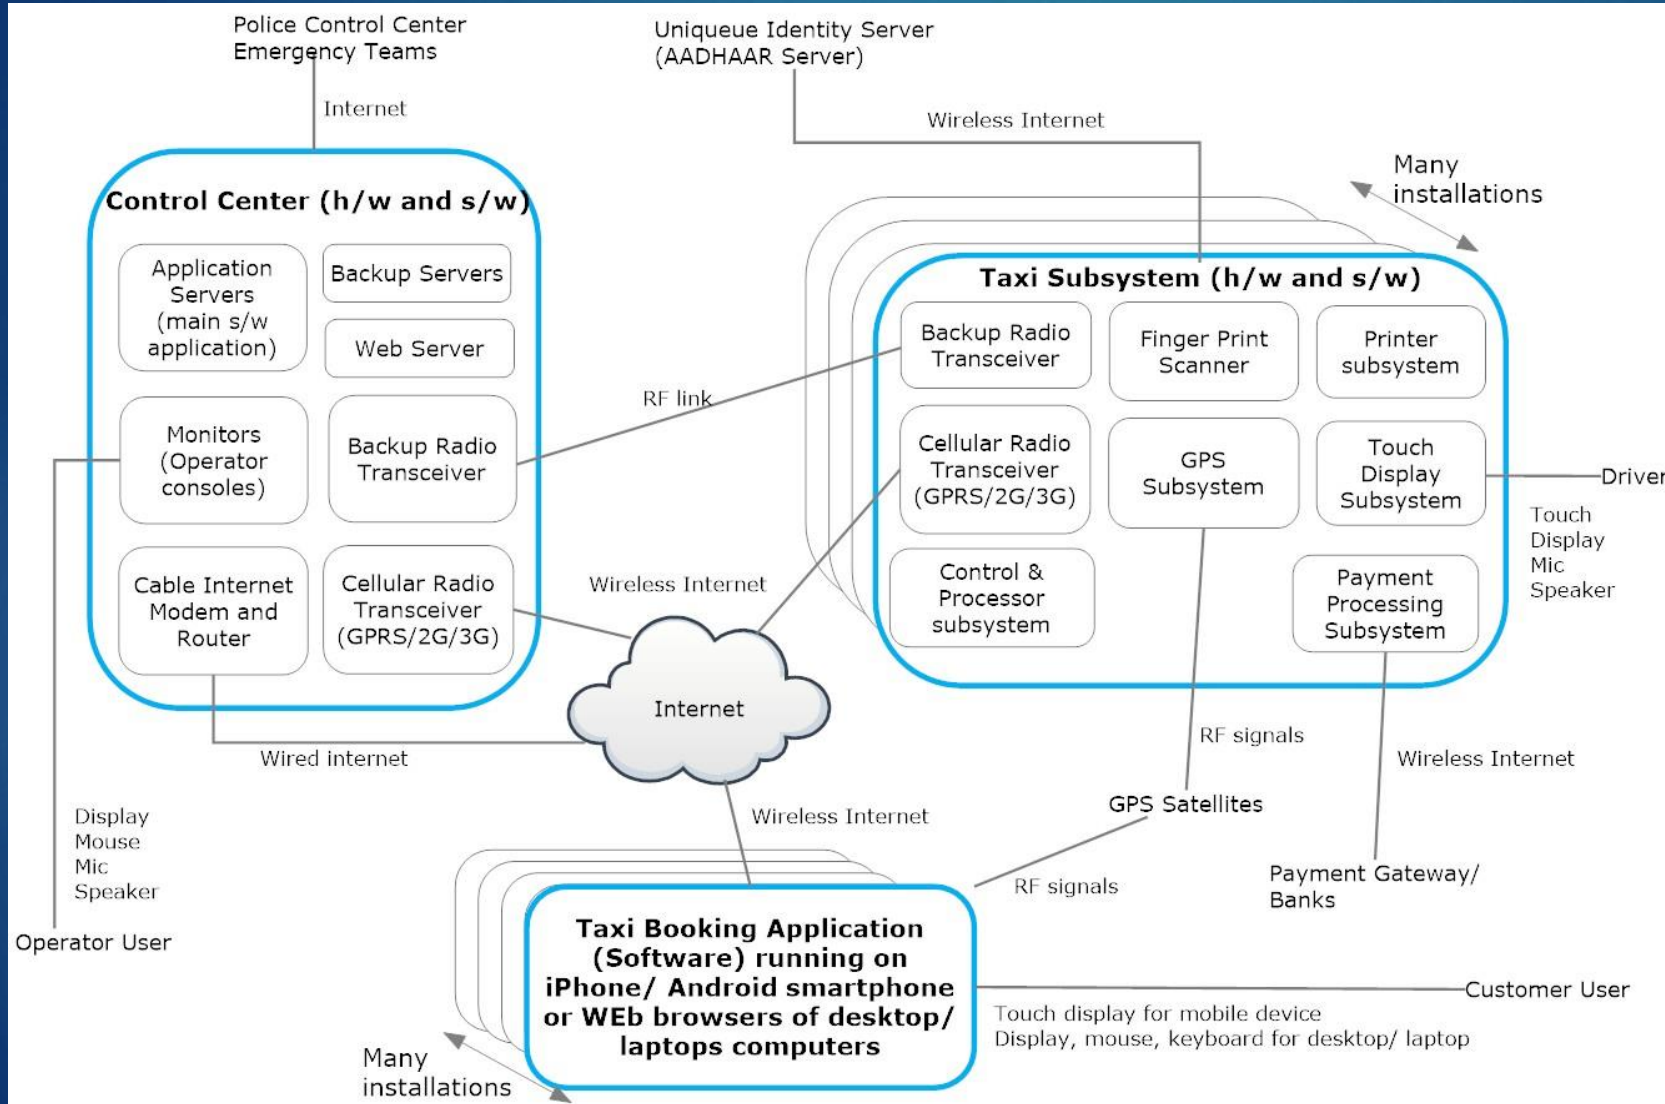 Police Control Center
Emergency Teams
Internet
Uniqueue Identity Server
(AADHAAR Server)
Wireless Internet
Many
installations
Control Center (h/w and s/w)
Application
Servers
(main s/w
application)
Backup Servers
Web Server
Monitors
(Operator
consoles)
Backup Radio
Transceiver
Cable Internet
Modem and
Router
Cellular Radio
Transceiver
(GPRS/2G/3G)
RF link
Taxi Subsystem (h/w and s/w)
Backup Radio
Transceiver
Finger Print
Scanner
Printer
subsystem
Cellular Radio
Transceiver
(GPRS/2G/3G)
GPS
Subsystem
Touch
Display
Subsystem
Control &
Processor
subsystem
Payment
Processing
Subsystem
Driver
Touch
Display
Mic
Speaker
Wireless Internet
Internet
Wired internet
RF signals
Wireless Internet
Display
Mouse
Mic
Speaker
Operator User
Wireless Internet
GPS Satellites
RF signals
Payment Gateway/
Banks
Taxi Booking Application
(Software) running on
iPhone/ Android smartphone
or WEb browsers of desktop/
laptops computers
Customer User
Touch display for mobile device
Display, mouse, keyboard for desktop/ laptop
Many
installations